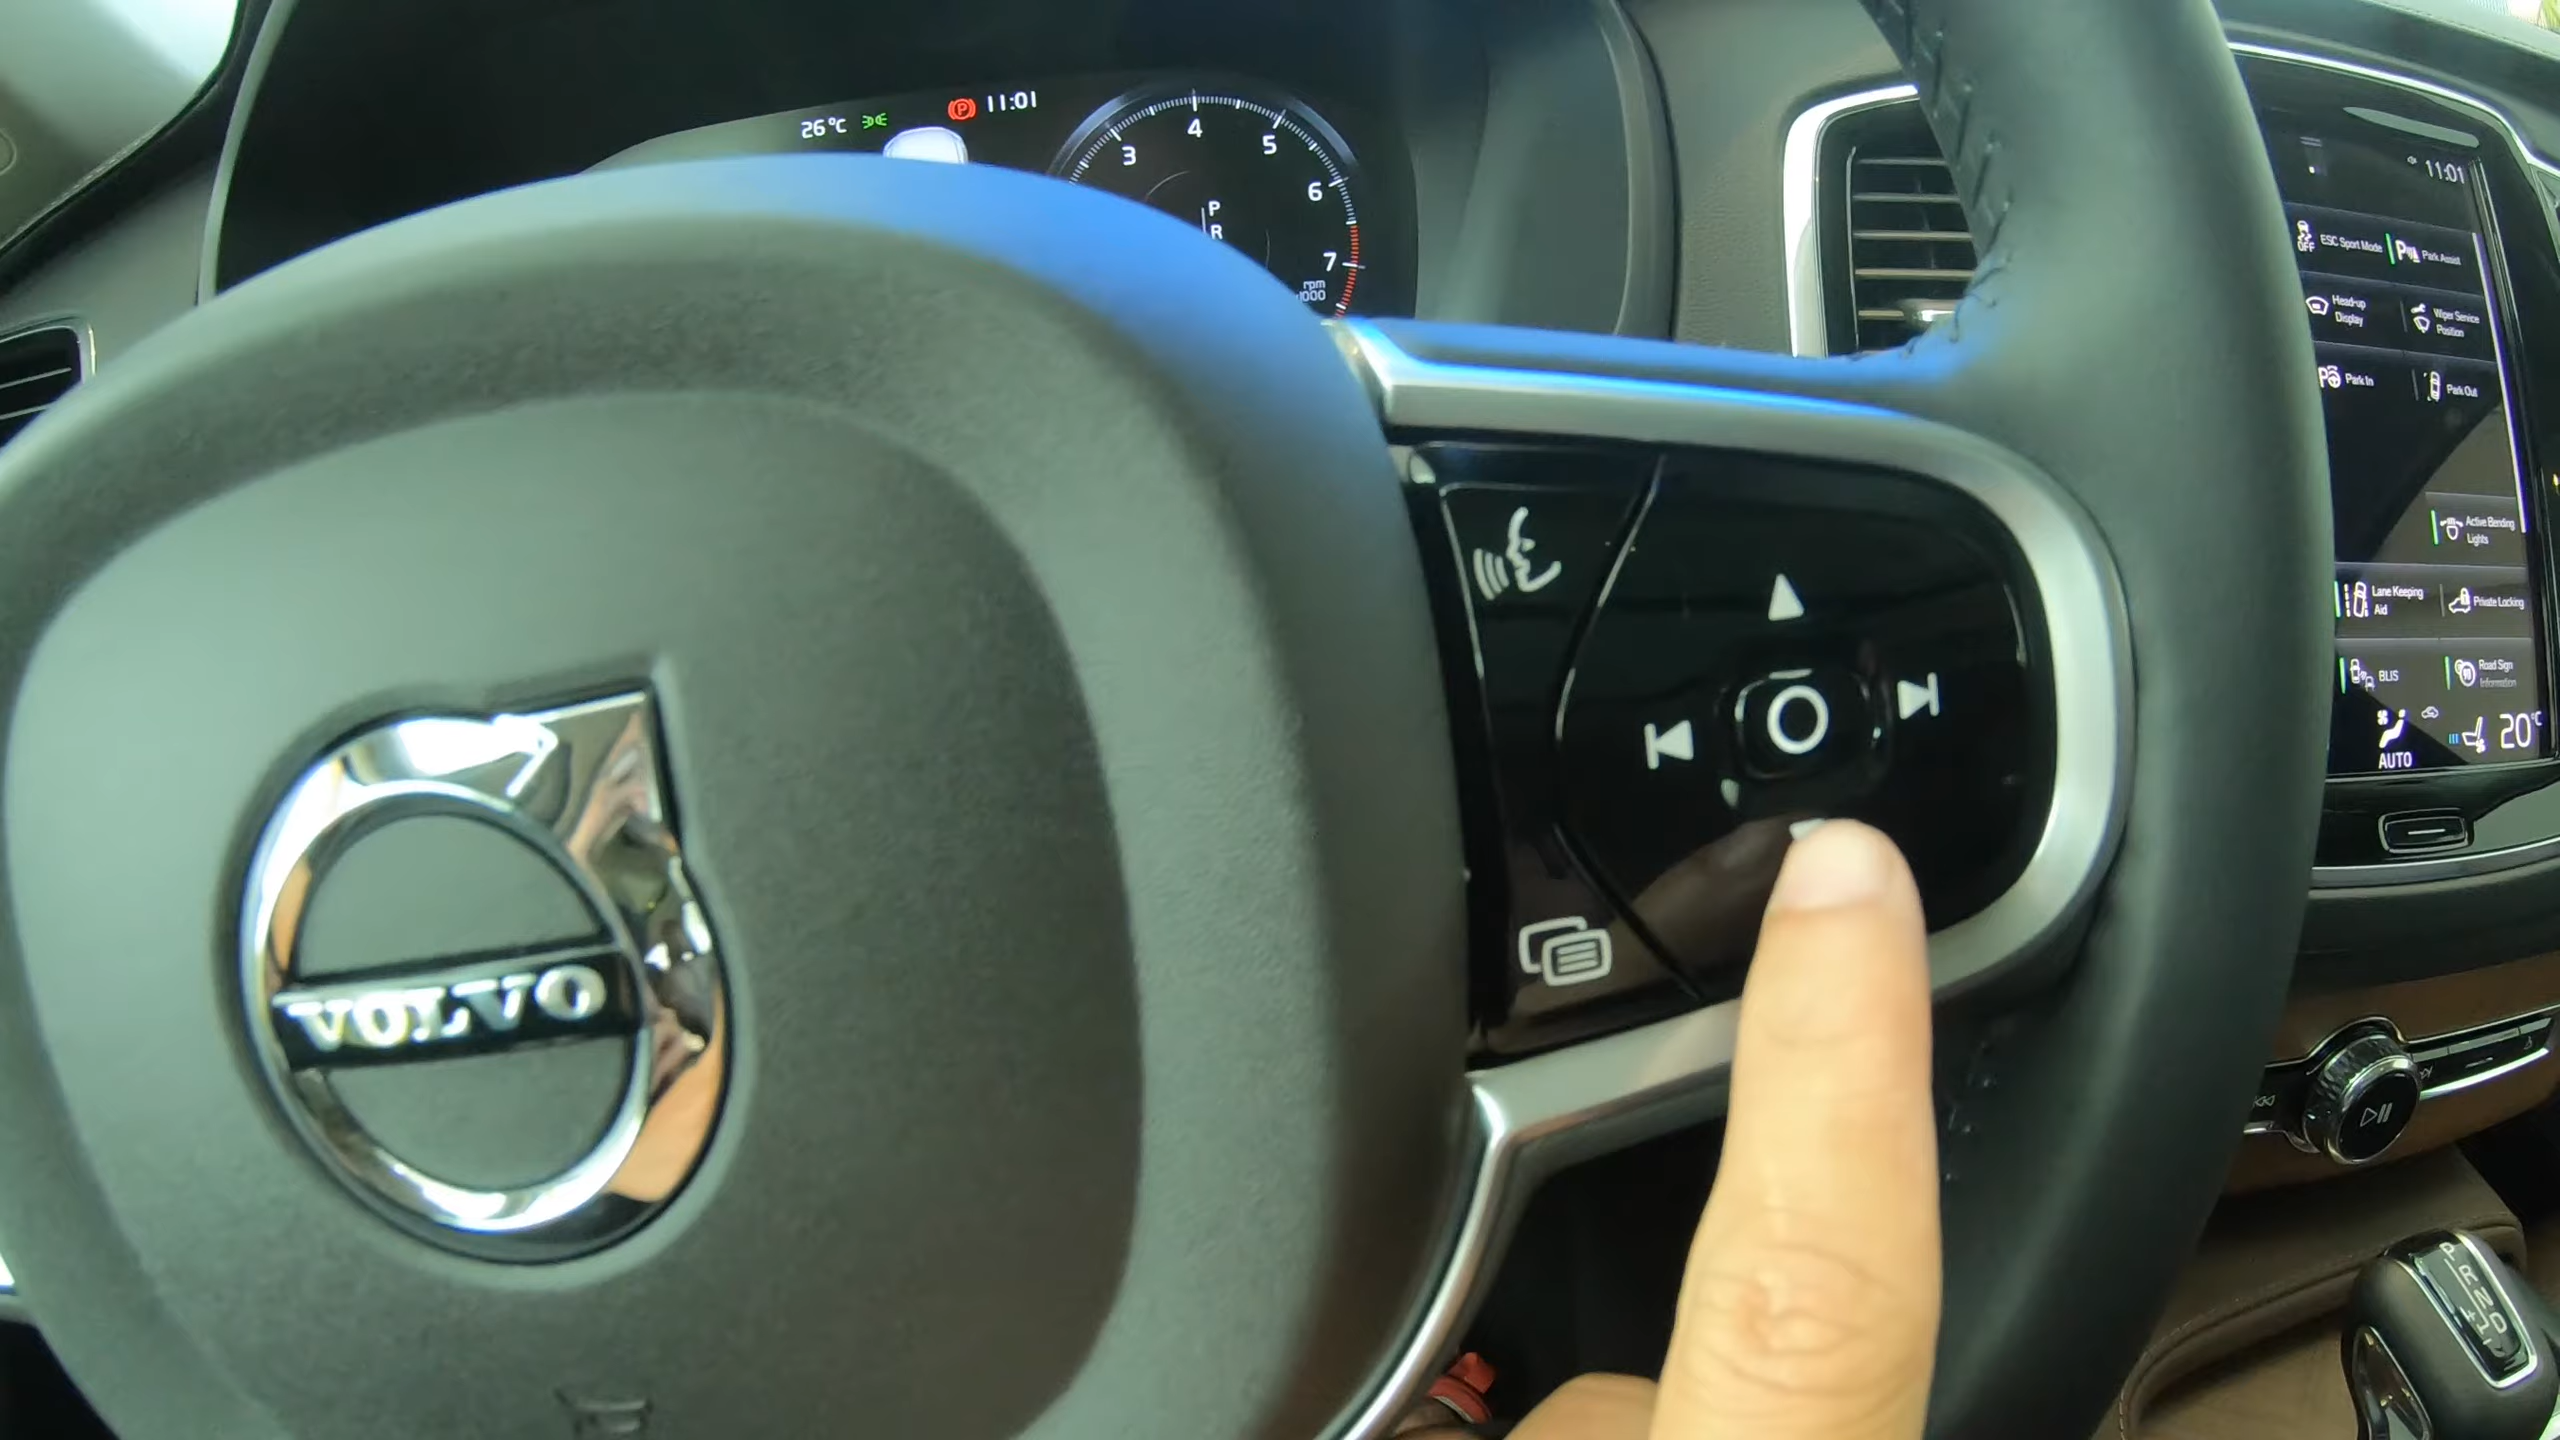 26°C
11:01
3
4
5
6
7
P
R
rpm
x1000
VOLVO
11:01
OFF
ESC Sport Mode
Park Assist
Head-up
Display
Wiper Service
Position
Park In
Park Out
Active Bending
Lights
Lane Keeping
Aid
Private Locking
BLIS
Road Sign
Information
AUTO
20°C
P
R
N
D